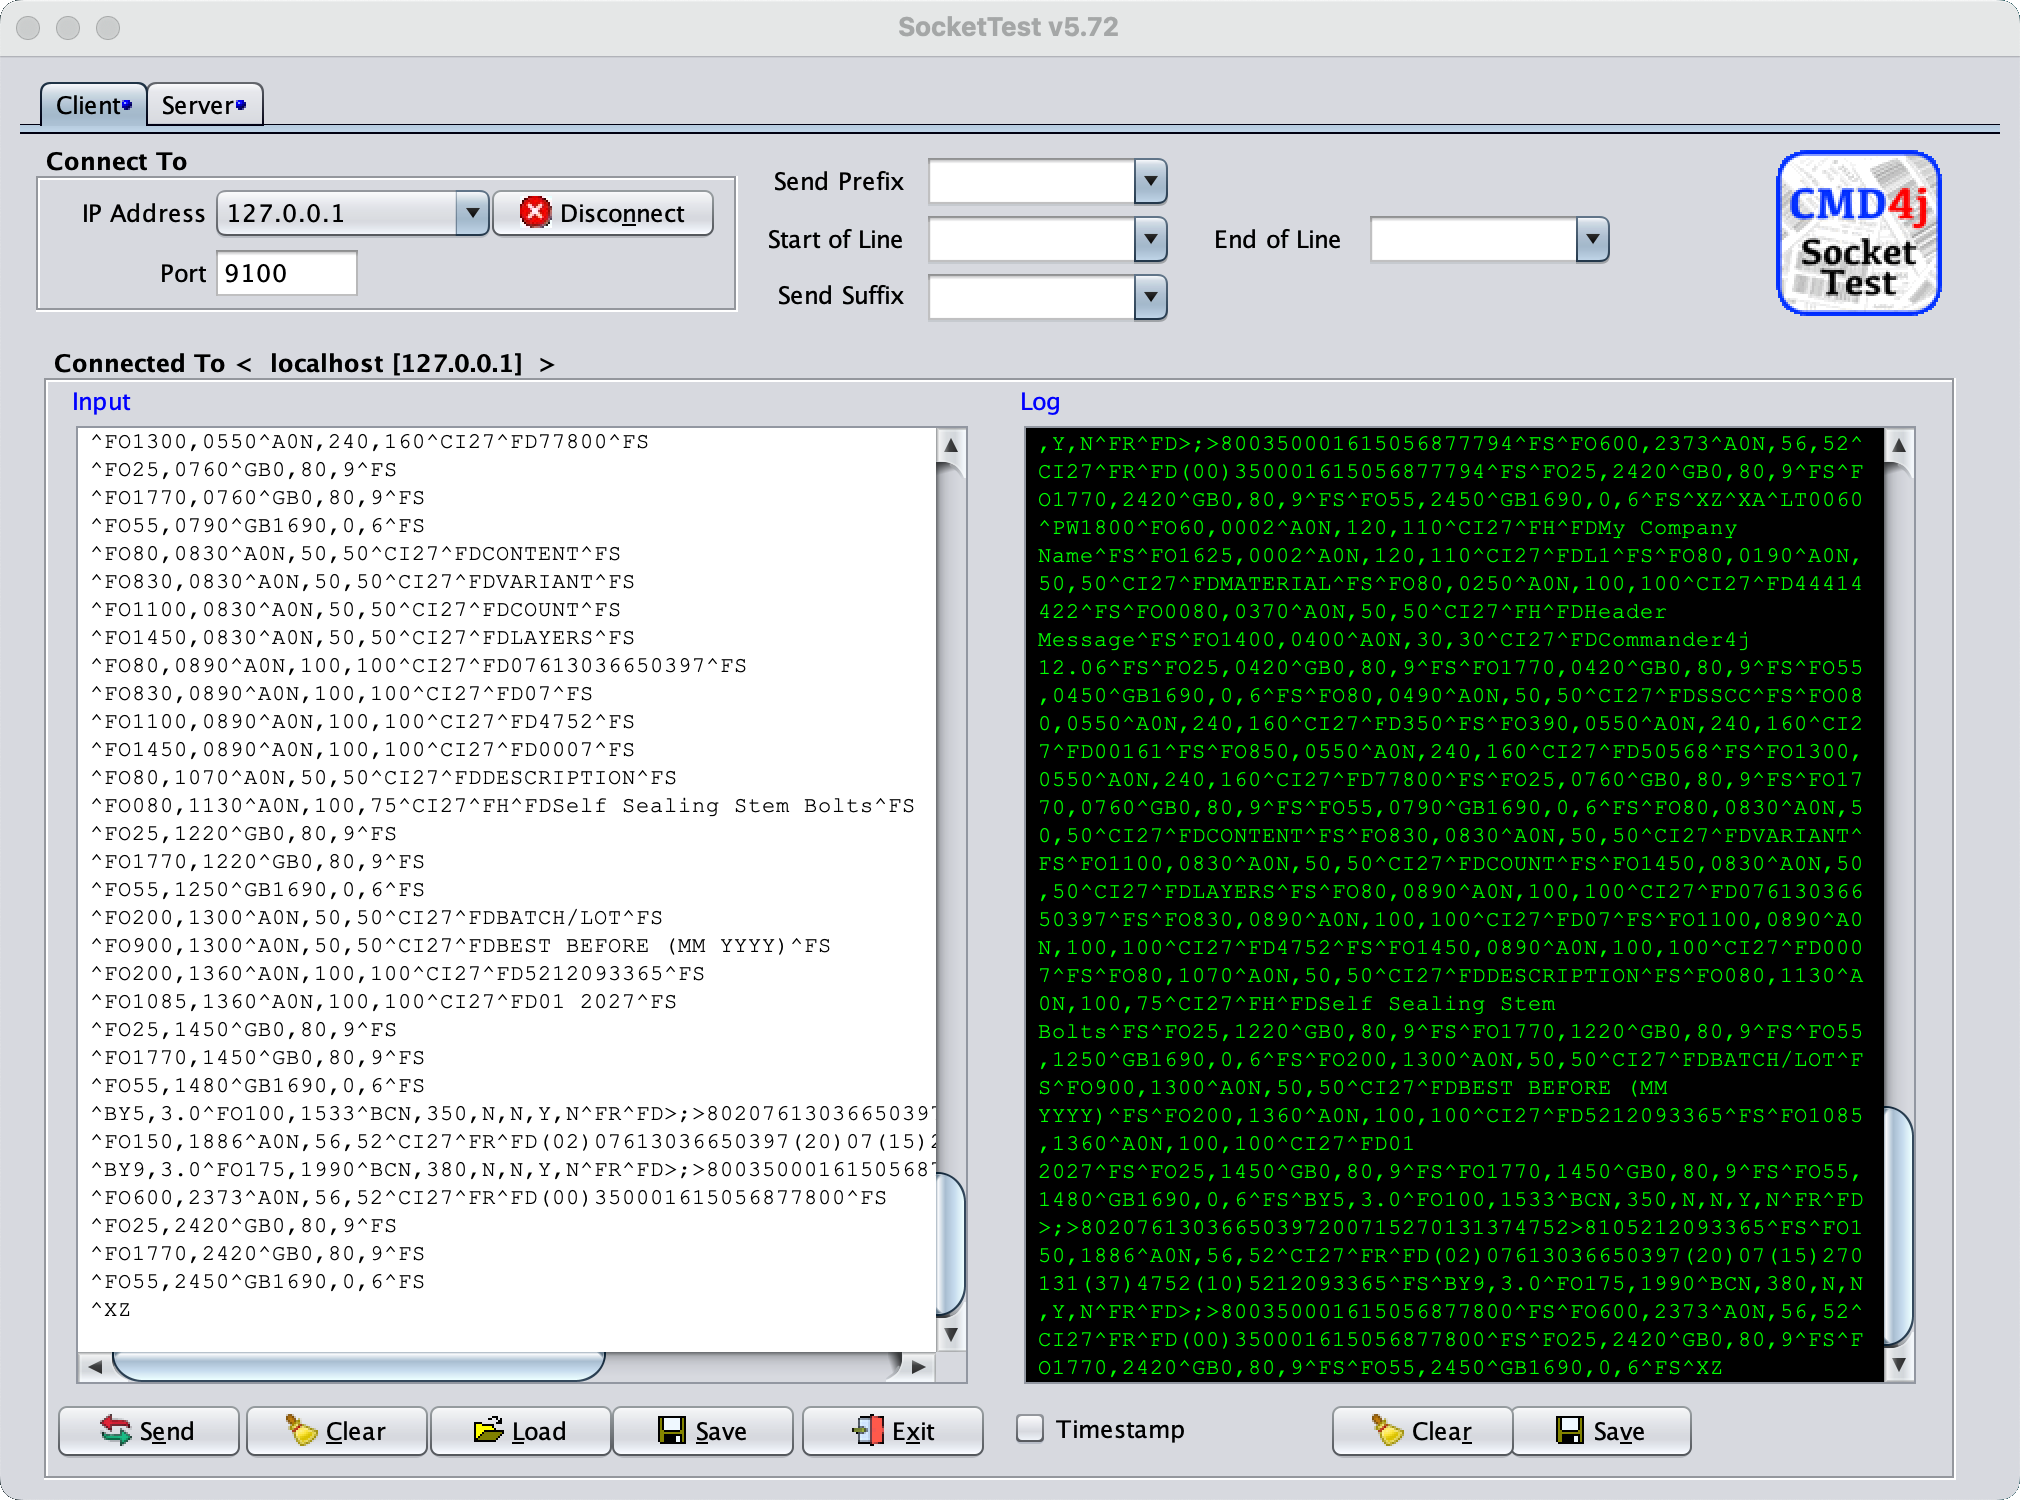 SocketTest v5.72
Client
Server
Connect To
IP Address
127.0.0.1
Disconnect
Port
9100
Send Prefix
Start of Line
End of Line
Send Suffix
CMD4j
Socket
Test
Connected To < localhost [127.0.0.1] >
Input
^FO1300,0550^A0N,240,160^CI27^FD77800^FS
^FO25,0760^GB0,80,9^FS
^FO1770,0760^GB0,80,9^FS
^FO55,0790^GB1690,0,6^FS
^FO80,0830^A0N,50,50^CI27^FDCONTENT^FS
^FO830,0830^A0N,50,50^CI27^FDVARIANT^FS
^FO1100,0830^A0N,50,50^CI27^FDCOUNT^FS
^FO1450,0830^A0N,50,50^CI27^FDLAYERS^FS
^FO80,0890^A0N,100,100^CI27^FD07613036650397^FS
^FO830,0890^A0N,100,100^CI27^FD07^FS
^FO1100,0890^A0N,100,100^CI27^FD4752^FS
^FO1450,0890^A0N,100,100^CI27^FD0007^FS
^FO80,1070^A0N,50,50^CI27^FDDESCRIPTION^FS
^FO080,1130^A0N,100,75^CI27^FH^FDSelf Sealing Stem Bolts^FS
^FO25,1220^GB0,80,9^FS
^FO1770,1220^GB0,80,9^FS
^FO55,1250^GB1690,0,6^FS
^FO200,1300^A0N,50,50^CI27^FDBATCH/LOT^FS
^FO900,1300^A0N,50,50^CI27^FDBEST BEFORE (MM YYYY)^FS
^FO200,1360^A0N,100,100^CI27^FD5212093365^FS
^FO1085,1360^A0N,100,100^CI27^FD01 2027^FS
^FO25,1450^GB0,80,9^FS
^FO1770,1450^GB0,80,9^FS
^FO55,1480^GB1690,0,6^FS
^BY5,3.0^FO100,1533^BCN,350,N,N,Y,N^FR^FD>;>80207613036650397
^FO150,1886^A0N,56,52^CI27^FR^FD(02)07613036650397(20)07(15)2
^BY9,3.0^FO175,1990^BCN,380,N,N,Y,N^FR^FD>;>80035000161505687
^FO600,2373^A0N,56,52^CI27^FR^FD(00)350001615056877800^FS
^FO25,2420^GB0,80,9^FS
^FO1770,2420^GB0,80,9^FS
^FO55,2450^GB1690,0,6^FS
^XZ
Log
,Y,N^FR^FD>;>800350001615056877794^FS^FO600,2373^A0N,56,52^
CI27^FR^FD(00)350001615056877794^FS^FO25,2420^GB0,80,9^FS^F
O1770,2420^GB0,80,9^FS^FO55,2450^GB1690,0,6^FS^XZ^XA^LT0060
^PW1800^FO60,0002^A0N,120,110^CI27^FH^FDMy Company
Name^FS^FO1625,0002^A0N,120,110^CI27^FDL1^FS^FO80,0190^A0N,
50,50^CI27^FDMATERIAL^FS^FO80,0250^A0N,100,100^CI27^FD44414
422^FS^FO0080,0370^A0N,50,50^CI27^FH^FDHeader
Message^FS^FO1400,0400^A0N,30,30^CI27^FDCommander4j
12.06^FS^FO25,0420^GB0,80,9^FS^FO1770,0420^GB0,80,9^FS^FO55
,0450^GB1690,0,6^FS^FO80,0490^A0N,50,50^CI27^FDSSCC^FS^FO08
0,0550^A0N,240,160^CI27^FD350^FS^FO390,0550^A0N,240,160^CI2
7^FD00161^FS^FO850,0550^A0N,240,160^CI27^FD50568^FS^FO1300,
0550^A0N,240,160^CI27^FD77800^FS^FO25,0760^GB0,80,9^FS^FO17
70,0760^GB0,80,9^FS^FO55,0790^GB1690,0,6^FS^FO80,0830^A0N,5
0,50^CI27^FDCONTENT^FS^FO830,0830^A0N,50,50^CI27^FDVARIANT^
FS^FO1100,0830^A0N,50,50^CI27^FDCOUNT^FS^FO1450,0830^A0N,50
,50^CI27^FDLAYERS^FS^FO80,0890^A0N,100,100^CI27^FD076130366
50397^FS^FO830,0890^A0N,100,100^CI27^FD07^FS^FO1100,0890^A0
N,100,100^CI27^FD4752^FS^FO1450,0890^A0N,100,100^CI27^FD000
7^FS^FO80,1070^A0N,50,50^CI27^FDDESCRIPTION^FS^FO080,1130^A
0N,100,75^CI27^FH^FDSelf Sealing Stem
Bolts^FS^FO25,1220^GB0,80,9^FS^FO1770,1220^GB0,80,9^FS^FO55
,1250^GB1690,0,6^FS^FO200,1300^A0N,50,50^CI27^FDBATCH/LOT^F
S^FO900,1300^A0N,50,50^CI27^FDBEST BEFORE (MM
YYYY)^FS^FO200,1360^A0N,100,100^CI27^FD5212093365^FS^FO1085
,1360^A0N,100,100^CI27^FD01
2027^FS^FO25,1450^GB0,80,9^FS^FO1770,1450^GB0,80,9^FS^FO55,
1480^GB1690,0,6^FS^BY5,3.0^FO100,1533^BCN,350,N,N,Y,N^FR^FD
>;>80207613036650397200715270131374752>8105212093365^FS^FO1
50,1886^A0N,56,52^CI27^FR^FD(02)07613036650397(20)07(15)270
131(37)4752(10)5212093365^FS^BY9,3.0^FO175,1990^BCN,380,N,N
,Y,N^FR^FD>;>800350001615056877800^FS^FO600,2373^A0N,56,52^
CI27^FR^FD(00)350001615056877800^FS^FO25,2420^GB0,80,9^FS^F
O1770,2420^GB0,80,9^FS^FO55,2450^GB1690,0,6^FS^XZ
Send
Clear
Load
Save
Exit
Timestamp
Clear
Save